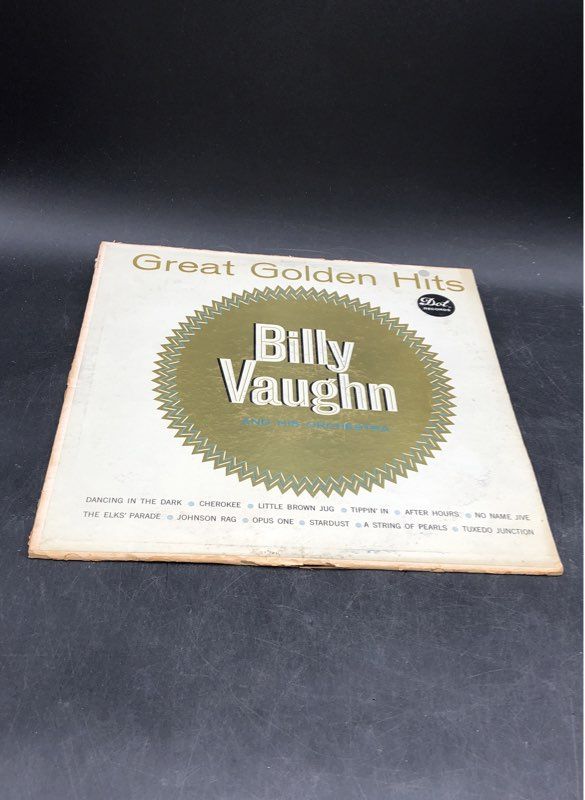 Great Golden Hits
Dot
RECORDS
Billy
Vaughn
AND HIS ORCHESTRA
DANCING IN THE DARK • CHEROKEE • LITTLE BROWN JUG • TIPPIN' IN • AFTER HOURS • NO NAME JIVE
THE ELKS' PARADE • JOHNSON RAG • OPUS ONE • STARDUST • A STRING OF PEARLS • TUXEDO JUNCTION